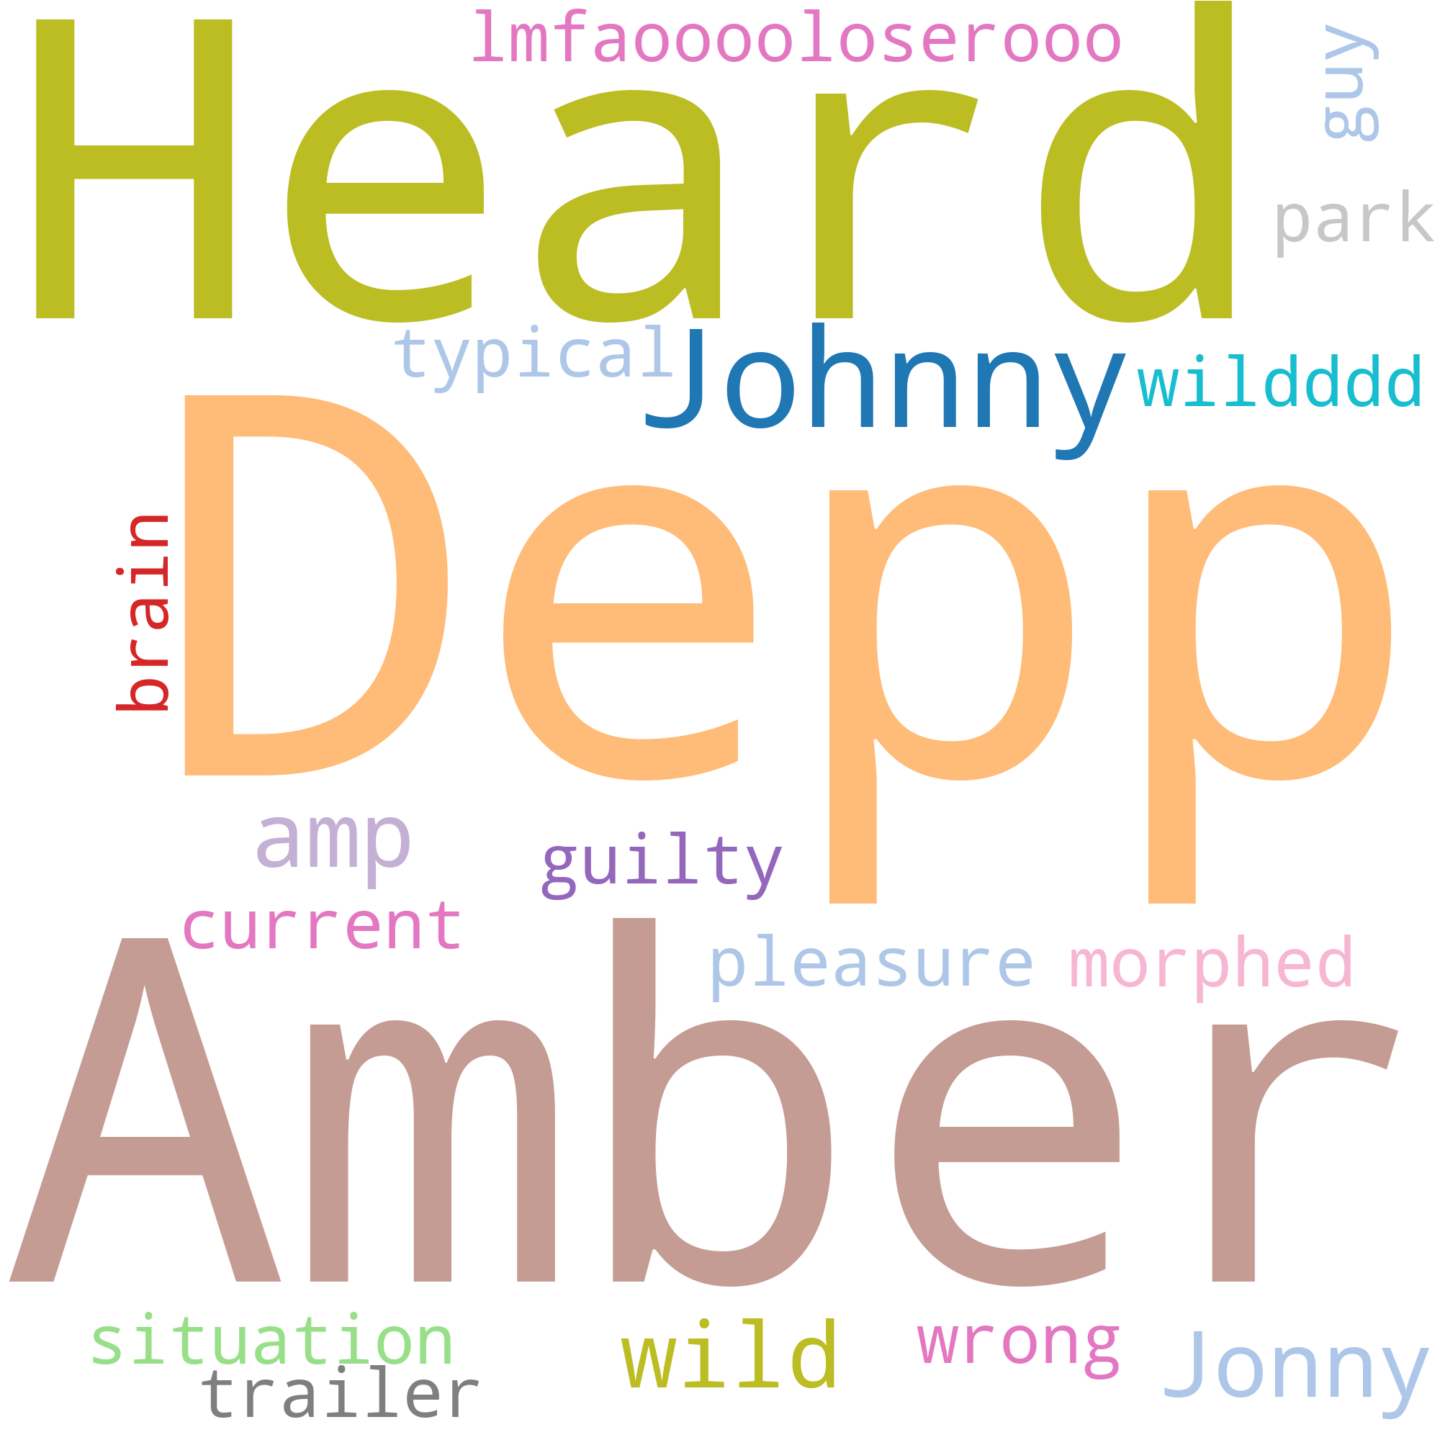 lmfaooooloserooo
guy
Heard
park
typical
Johnny
wildddd
brain
Depp
amp
guilty
current
pleasure
morphed
Amber
situation
wild
wrong
Jonny
trailer